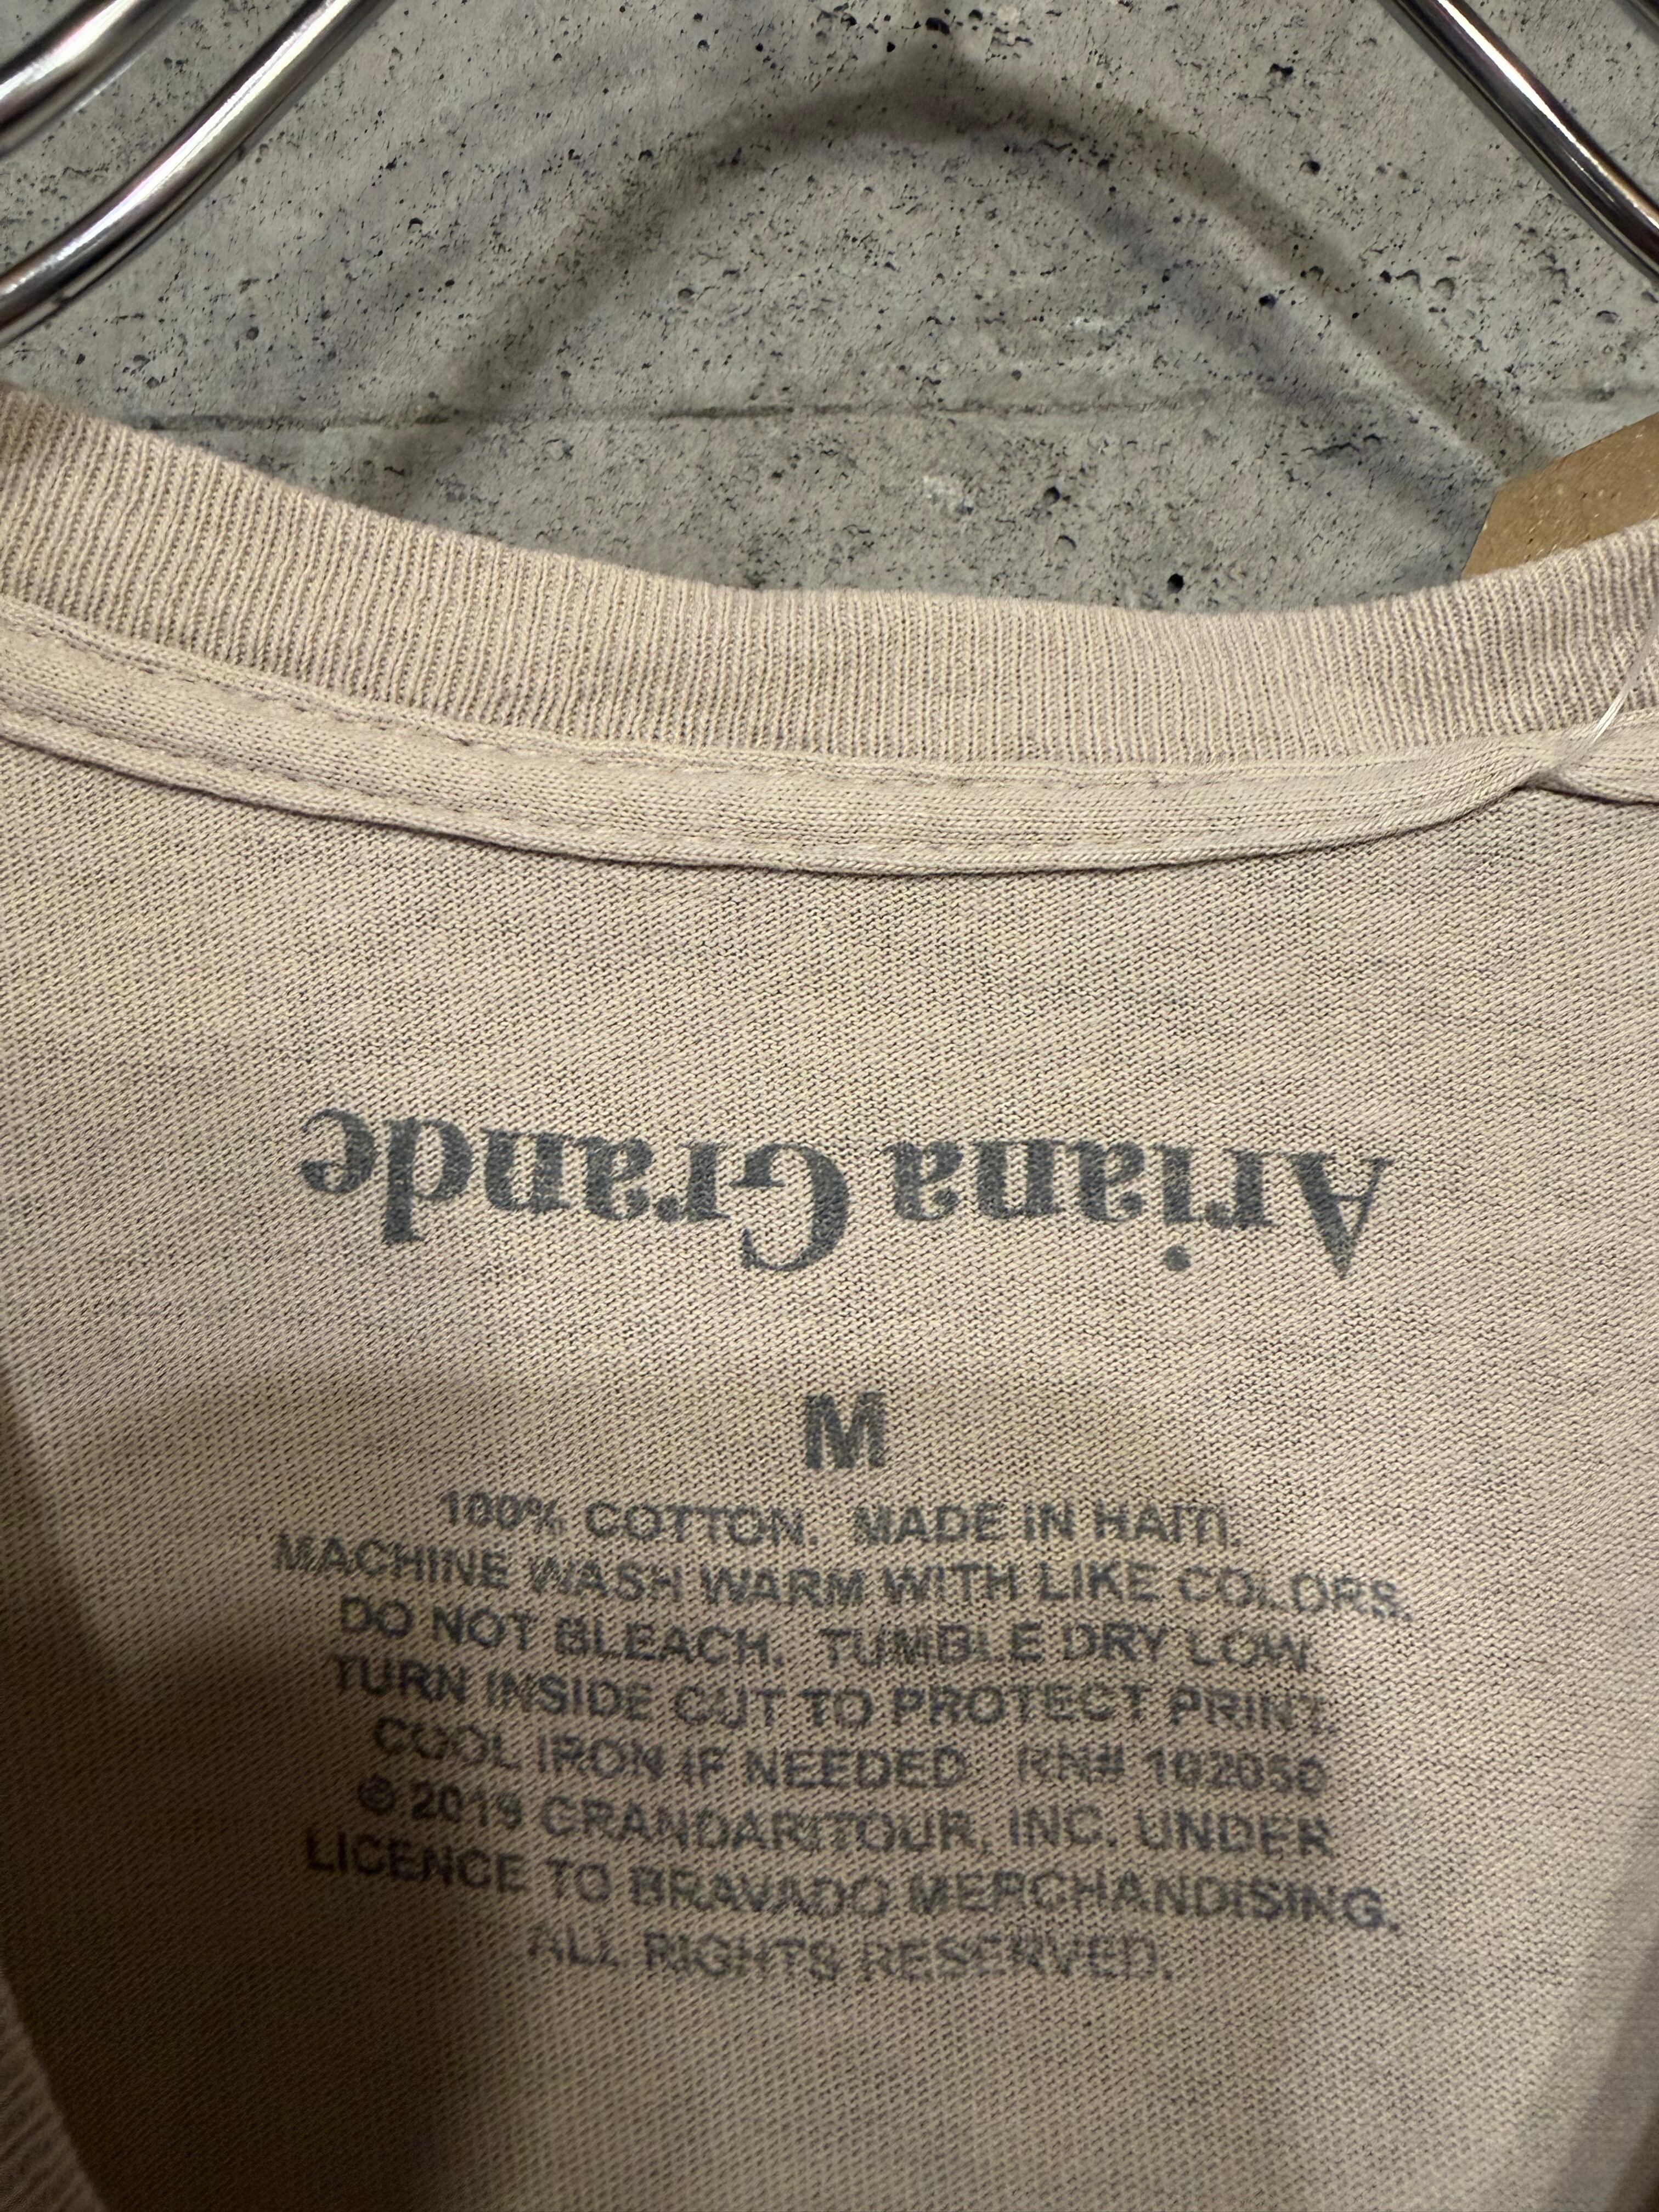 Ariana Grande
M
100% COTTON. MADE IN HAITI.
MACHINE WASH WARM WITH LIKE COLORS.
DO NOT BLEACH. TUMBLE DRY LOW.
TURN INSIDE OUT TO PROTECT PRINT.
COOL IRON IF NEEDED. RN# 102050
© 2019 GRANDARITOUR, INC. UNDER
LICENCE TO BRAVADO MERCHANDISING.
ALL RIGHTS RESERVED.